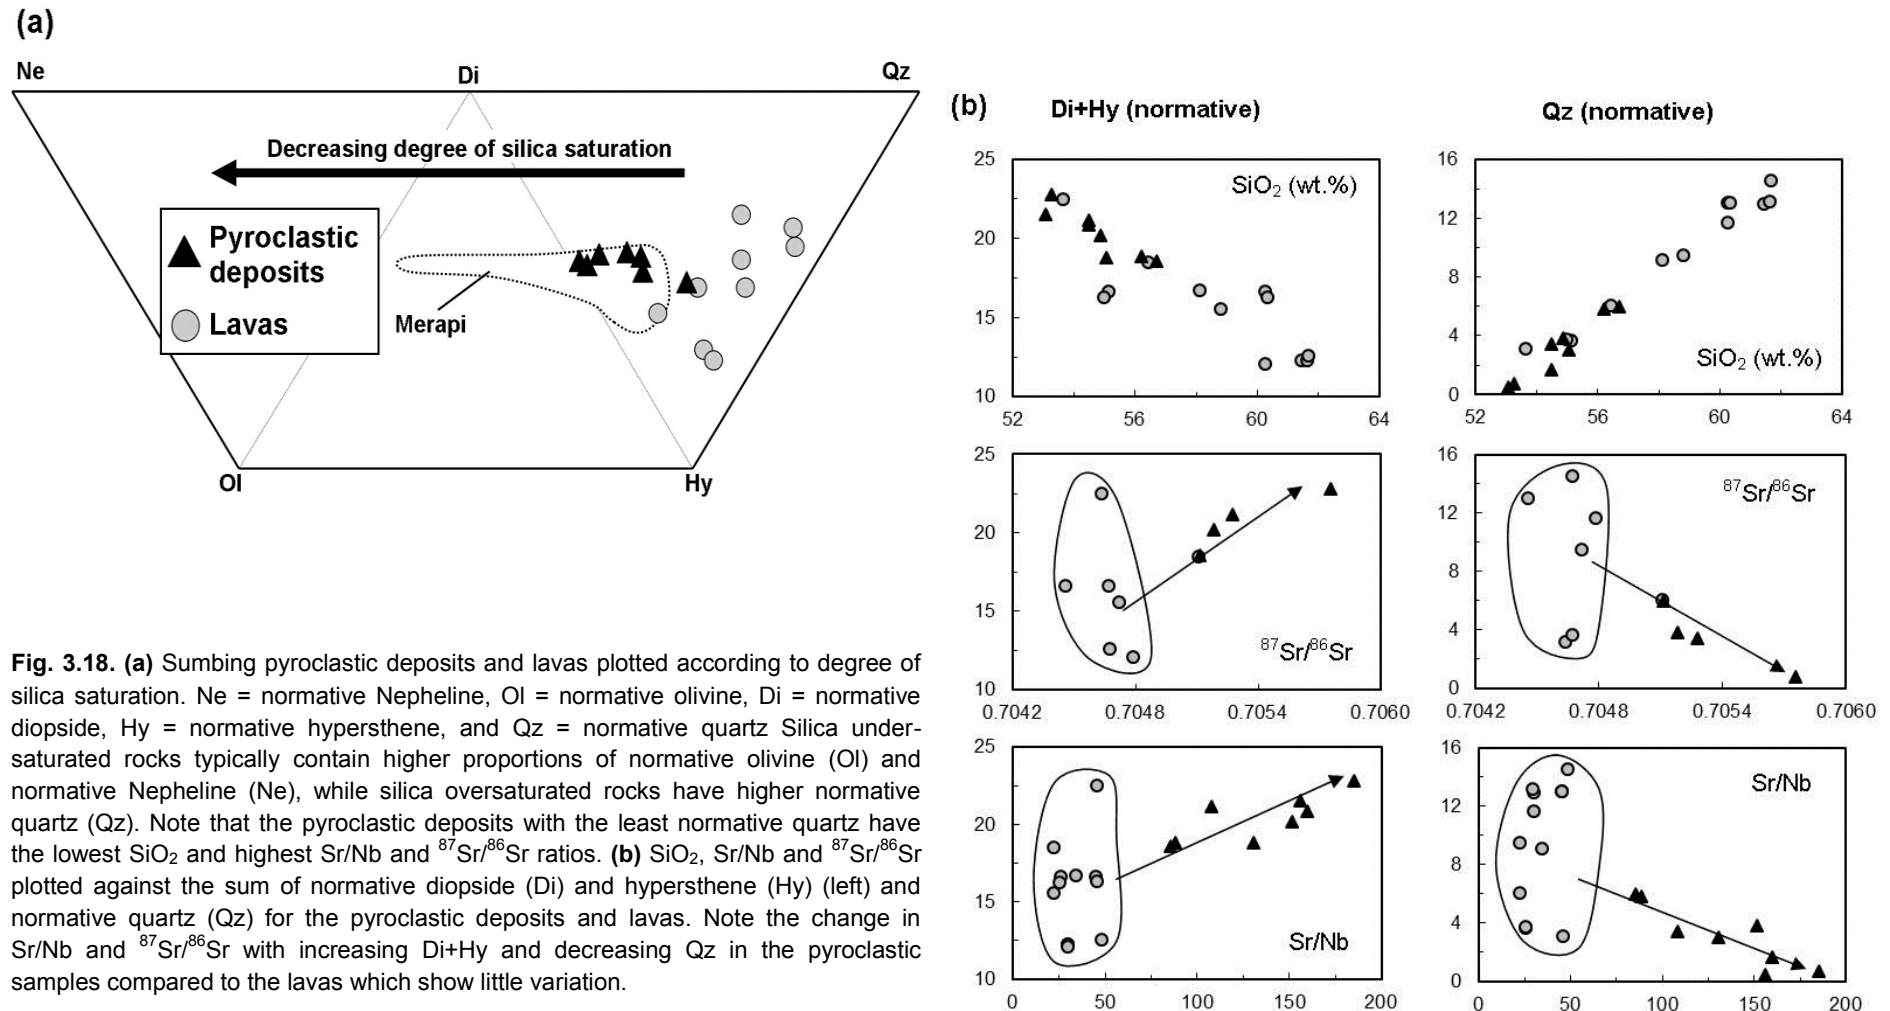 (a)
Ne
Di
Qz
Decreasing degree of silica saturation
Pyroclastic
deposits
Lavas
Merapi
Ol
Hy
Fig. 3.18. (a) Sumbing pyroclastic deposits and lavas plotted according to degree of
silica saturation. Ne = normative Nepheline, Ol = normative olivine, Di = normative
diopside, Hy = normative hypersthene, and Qz = normative quartz Silica under-
saturated rocks typically contain higher proportions of normative olivine (Ol) and
normative Nepheline (Ne), while silica oversaturated rocks have higher normative
quartz (Qz). Note that the pyroclastic deposits with the least normative quartz have
the lowest SiO₂ and highest Sr/Nb and ⁸⁷Sr/⁸⁶Sr ratios. (b) SiO₂, Sr/Nb and ⁸⁷Sr/⁸⁶Sr
plotted against the sum of normative diopside (Di) and hypersthene (Hy) (left) and
normative quartz (Qz) for the pyroclastic deposits and lavas. Note the change in
Sr/Nb and ⁸⁷Sr/⁸⁶Sr with increasing Di+Hy and decreasing Qz in the pyroclastic
samples compared to the lavas which show little variation.
(b)
Di+Hy (normative)
Qz (normative)
25
20
15
10
SiO₂ (wt.%)
52 56 60 64
16
12
8
4
0
SiO₂ (wt.%)
52 56 60 64
25
20
15
10
⁸⁷Sr/⁸⁶Sr
0.7042 0.7048 0.7054 0.7060
16
12
8
4
0
⁸⁷Sr/⁸⁶Sr
0.7042 0.7048 0.7054 0.7060
25
20
15
10
Sr/Nb
0 50 100 150 200
16
12
8
4
0
Sr/Nb
0 50 100 150 200